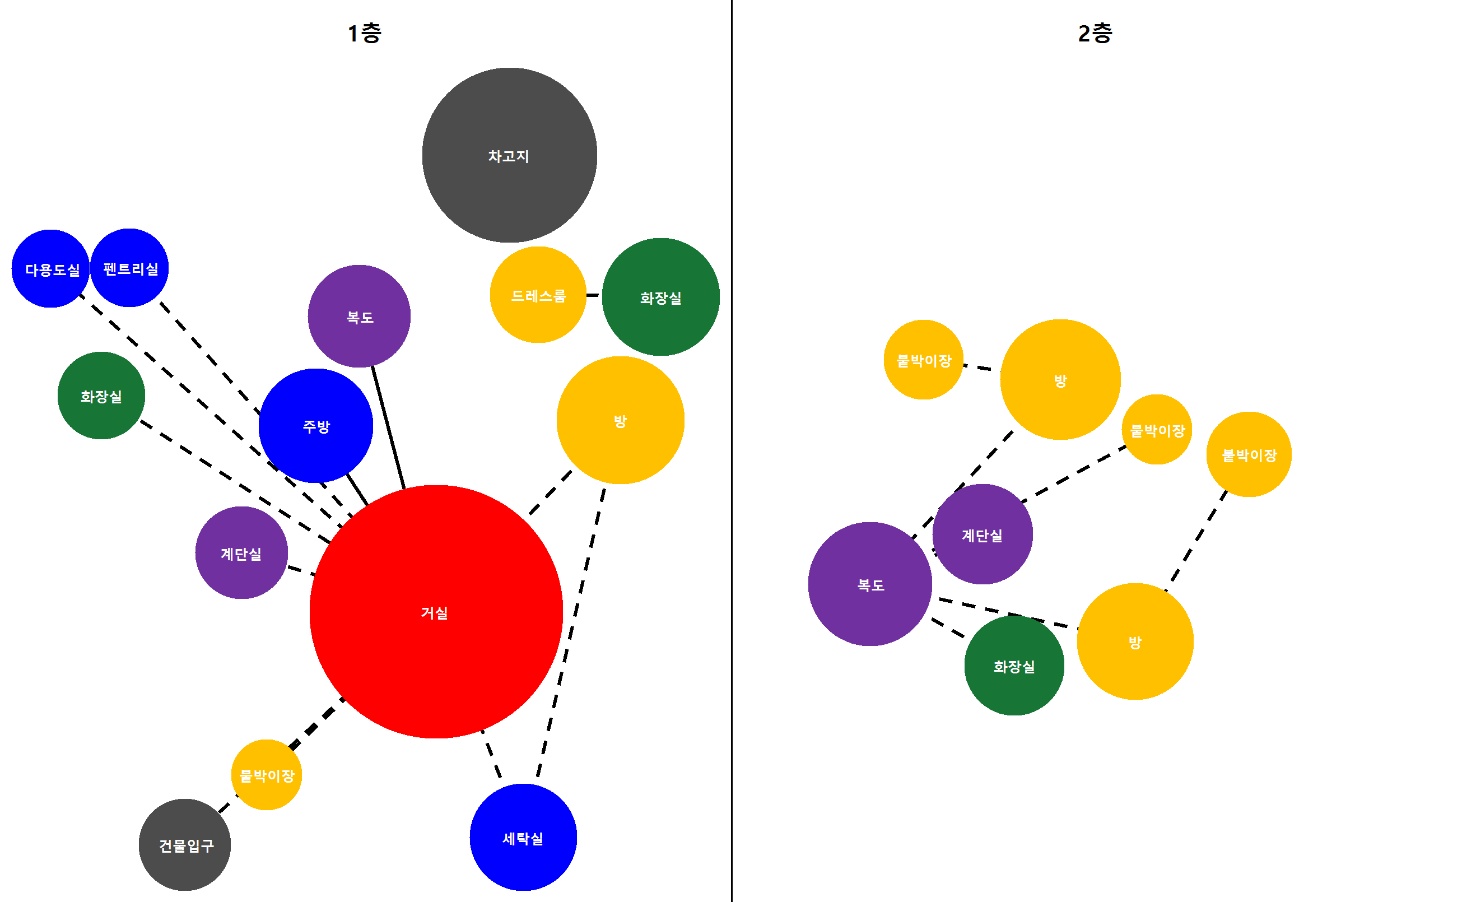 1층
차고지
다용도실
펜트리실
드레스룸
화장실
복도
화장실
주방
방
계단실
거실
붙박이장
건물입구
세탁실
2층
붙박이장
방
붙박이장
붙박이장
계단실
복도
화장실
방